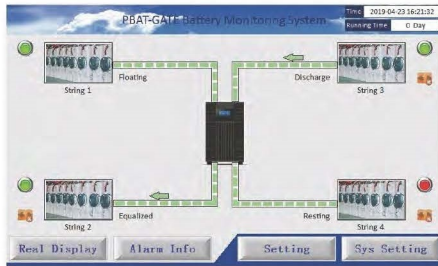 PBAT-GATE Battery Monitoring System
Time 2019-04-23 16:21:32
Running Time 0 Day
Floating
Discharge
String 1
String 3
Equalized
Resting
String 2
String 4
Real Display
Alarm Info
Setting
Sys Setting